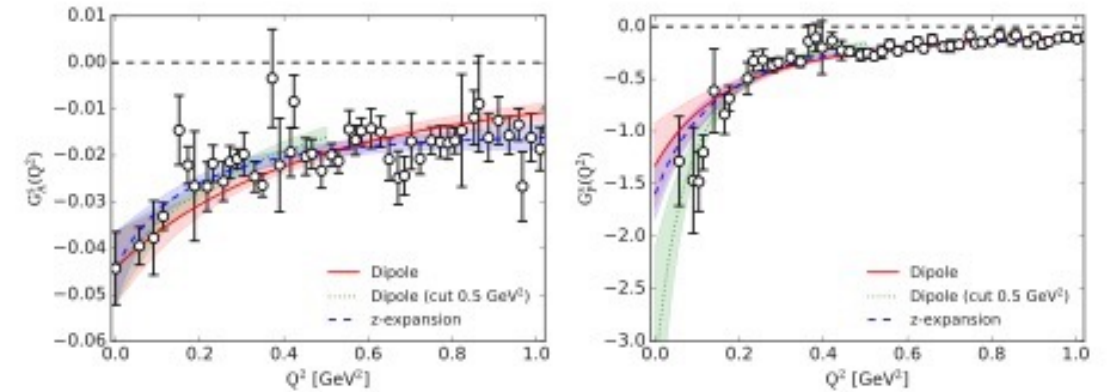 0.01
0.00
−0.01
−0.02
−0.03
−0.04
−0.05
−0.06
G_A^s(Q²)
Dipole
Dipole (cut 0.5 GeV²)
z-expansion
0.0 0.2 0.4 0.6 0.8 1.0
Q² [GeV²]
0.0
−0.5
−1.0
−1.5
−2.0
−2.5
−3.0
Dipole
Dipole (cut 0.5 GeV²)
z-expansion
0.0 0.2 0.4 0.6 0.8 1.0
Q² [GeV²]